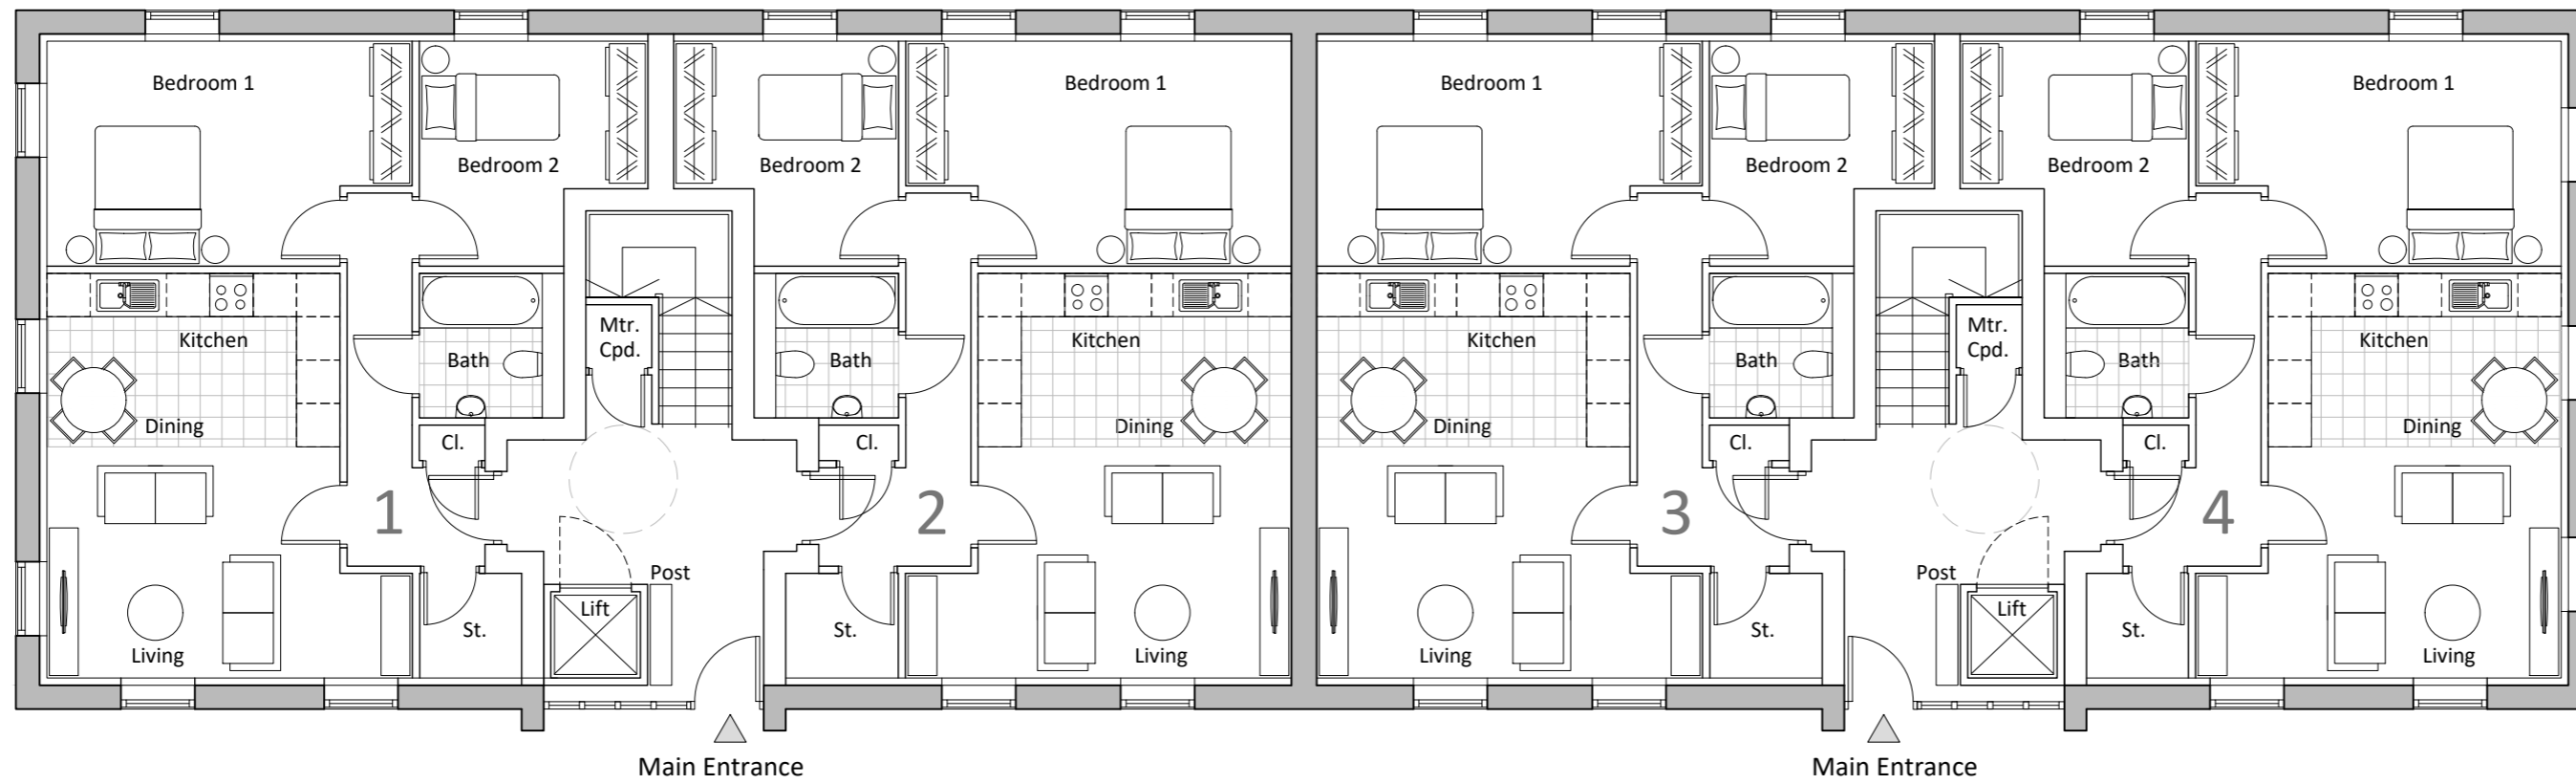 Bedroom 1
Bedroom 1
Bedroom 1
Bedroom 1
Bedroom 2
Bedroom 2
Bedroom 2
Bedroom 2
Mtr.
Cpd.
Mtr.
Cpd.
Kitchen
Kitchen
Kitchen
Kitchen
Bath
Bath
Bath
Bath
Dining
Dining
Dining
Dining
Cl.
Cl.
Cl.
Cl.
1
2
3
4
Post
Post
Lift
Lift
St.
St.
St.
St.
Living
Living
Living
Living
Main Entrance
Main Entrance